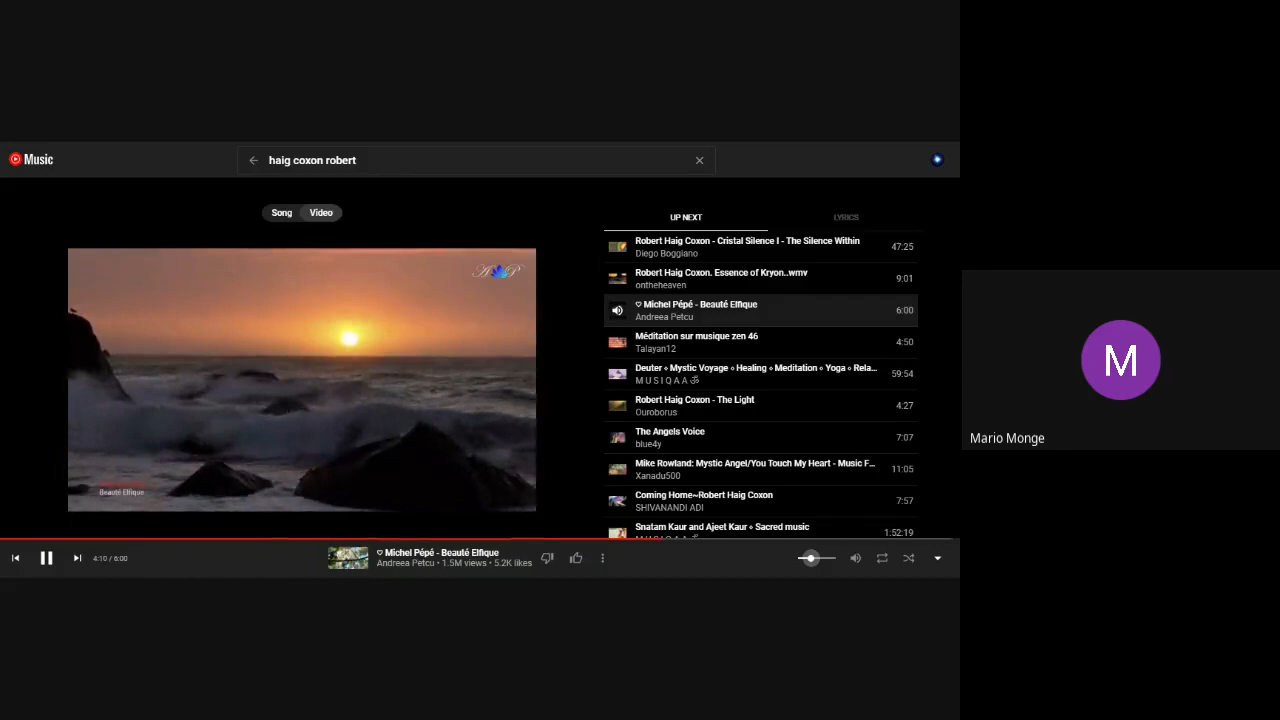 Music
haig coxon robert
Song
Video
UP NEXT
LYRICS
Robert Haig Coxon - Cristal Silence I - The Silence Within
Diego Boggiano
47:25
Robert Haig Coxon. Essence of Kryon..wmv
ontheheaven
9:01
♡ Michel Pépé - Beauté Elfique
Andreea Petcu
6:00
Méditation sur musique zen 46
Talayan12
4:50
Deuter ⋄ Mystic Voyage ⋄ Healing ⋄ Meditation ⋄ Yoga ⋄ Rela...
M U S I Q A A ॐ
59:54
Robert Haig Coxon - The Light
Ouroborus
4:27
The Angels Voice
blue4y
7:07
Mike Rowland: Mystic Angel/You Touch My Heart - Music F...
Xanadu500
11:05
Coming Home~Robert Haig Coxon
SHIVANANDI ADI
7:57
Snatam Kaur and Ajeet Kaur ⋄ Sacred music
1:52:19
A P
Beauté Elfique
4:10 / 6:00
♡ Michel Pépé - Beauté Elfique
Andreea Petcu • 1.5M views • 5.2K likes
M
Mario Monge